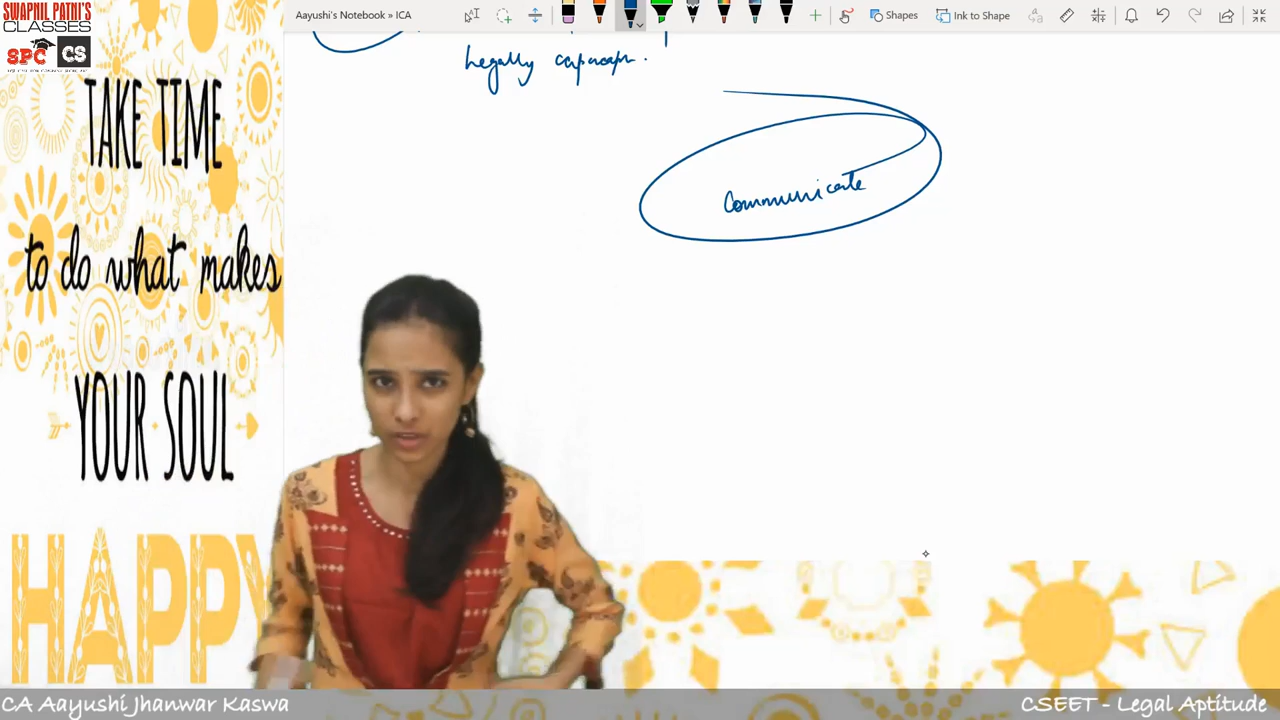 SWAPNIL PATNI'S
CLASSES
SPC CS
Aayushi's Notebook » ICA
Shapes
Ink to Shape
legally
Communicate
TAKE TIME
to do what makes
YOUR SOUL
HAPPY
CA Aayushi Jhanwar Kaswa
CSEET - Legal Aptitude